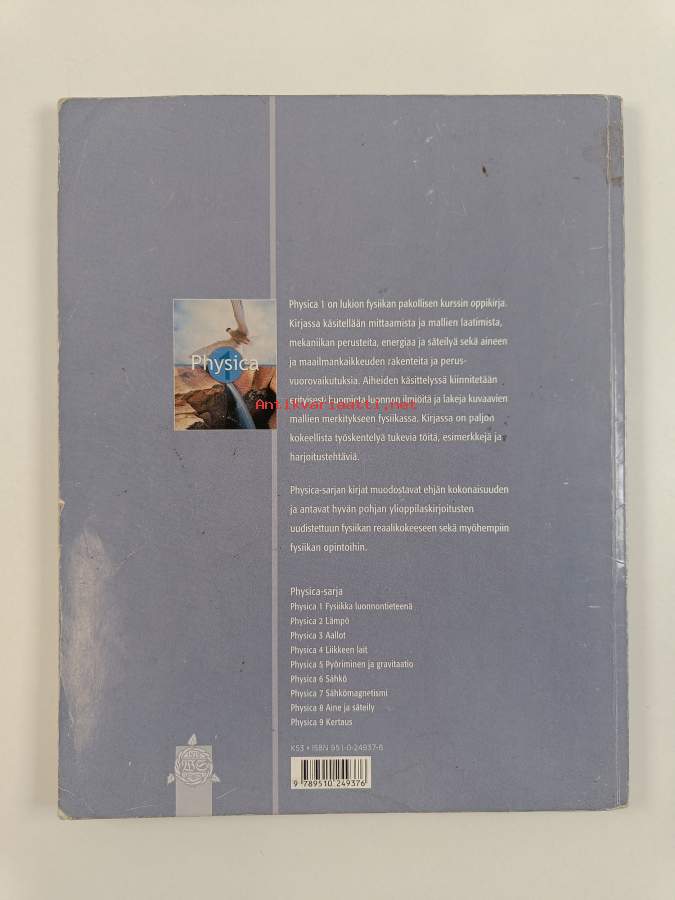 Physica 1 on lukion fysiikan pakollisen kurssin oppikirja.
Kirjassa käsitellään mittaamista ja mallien laatimista,
mekaniikan perusteita, energiaa ja säteilyä sekä aineen
ja maailmankaikkeuden rakenteita ja perus-
vuorovaikutuksia. Aiheiden käsittelyssä kiinnitetään
erityisesti huomiota luonnon ilmiöitä ja lakeja kuvaavien
mallien merkitykseen fysiikassa. Kirjassa on paljon
kokeellista työskentelyä tukevia töitä, esimerkkejä ja
harjoitustehtäviä.
Physica 1
Antikvariaatti.net
Physica-sarjan kirjat muodostavat ehjän kokonaisuuden
ja antavat hyvän pohjan ylioppilaskirjoitusten
uudistettuun fysiikan reaalikokeeseen sekä myöhempiin
fysiikan opintoihin.
Physica-sarja
Physica 1 Fysiikka luonnontieteenä
Physica 2 Lämpö
Physica 3 Aallot
Physica 4 Liikkeen lait
Physica 5 Pyöriminen ja gravitaatio
Physica 6 Sähkö
Physica 7 Sähkömagnetismi
Physica 8 Aine ja säteily
Physica 9 Kertaus
K53 • ISBN 951-0-24937-6
9 789510 249376